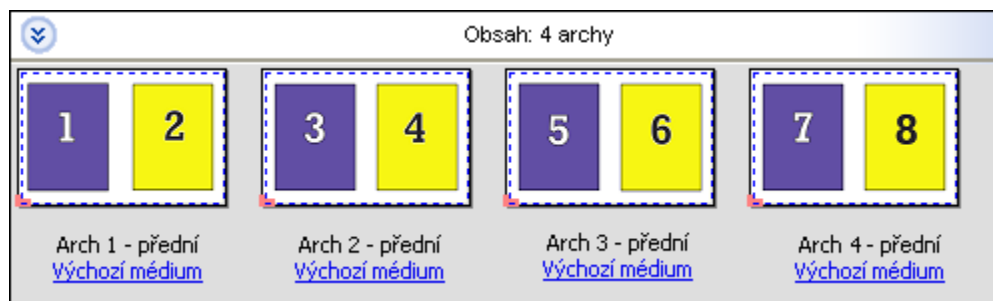 Obsah: 4 archy
1 2 3 4 5 6 7 8
Arch 1 - přední Arch 2 - přední Arch 3 - přední Arch 4 - přední
Výchozí médium Výchozí médium Výchozí médium Výchozí médium